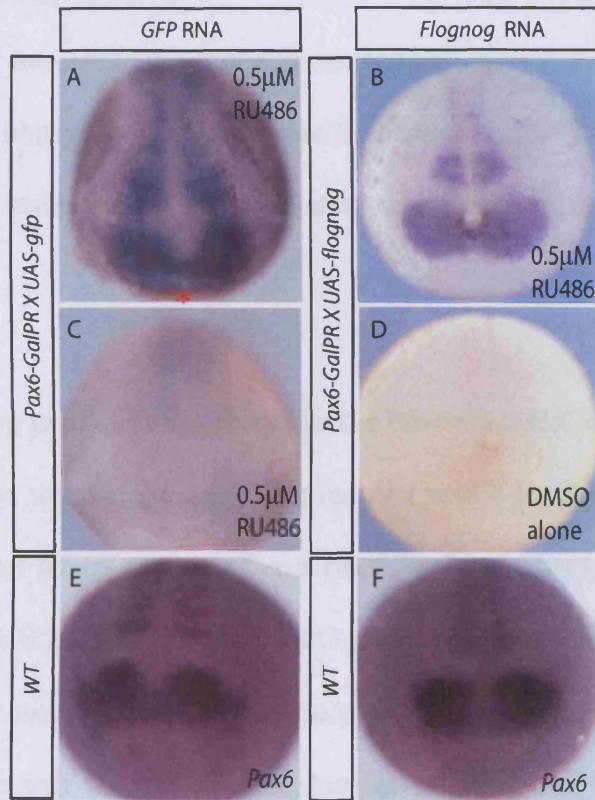 GFP RNA
Flognog RNA
Pax6-GalPR X UAS-gfp
A
0.5µM
RU486
Pax6-GalPR X UAS-flognog
B
0.5µM
RU486
C
0.5µM
RU486
D
DMSO
alone
WT
E
Pax6
WT
F
Pax6